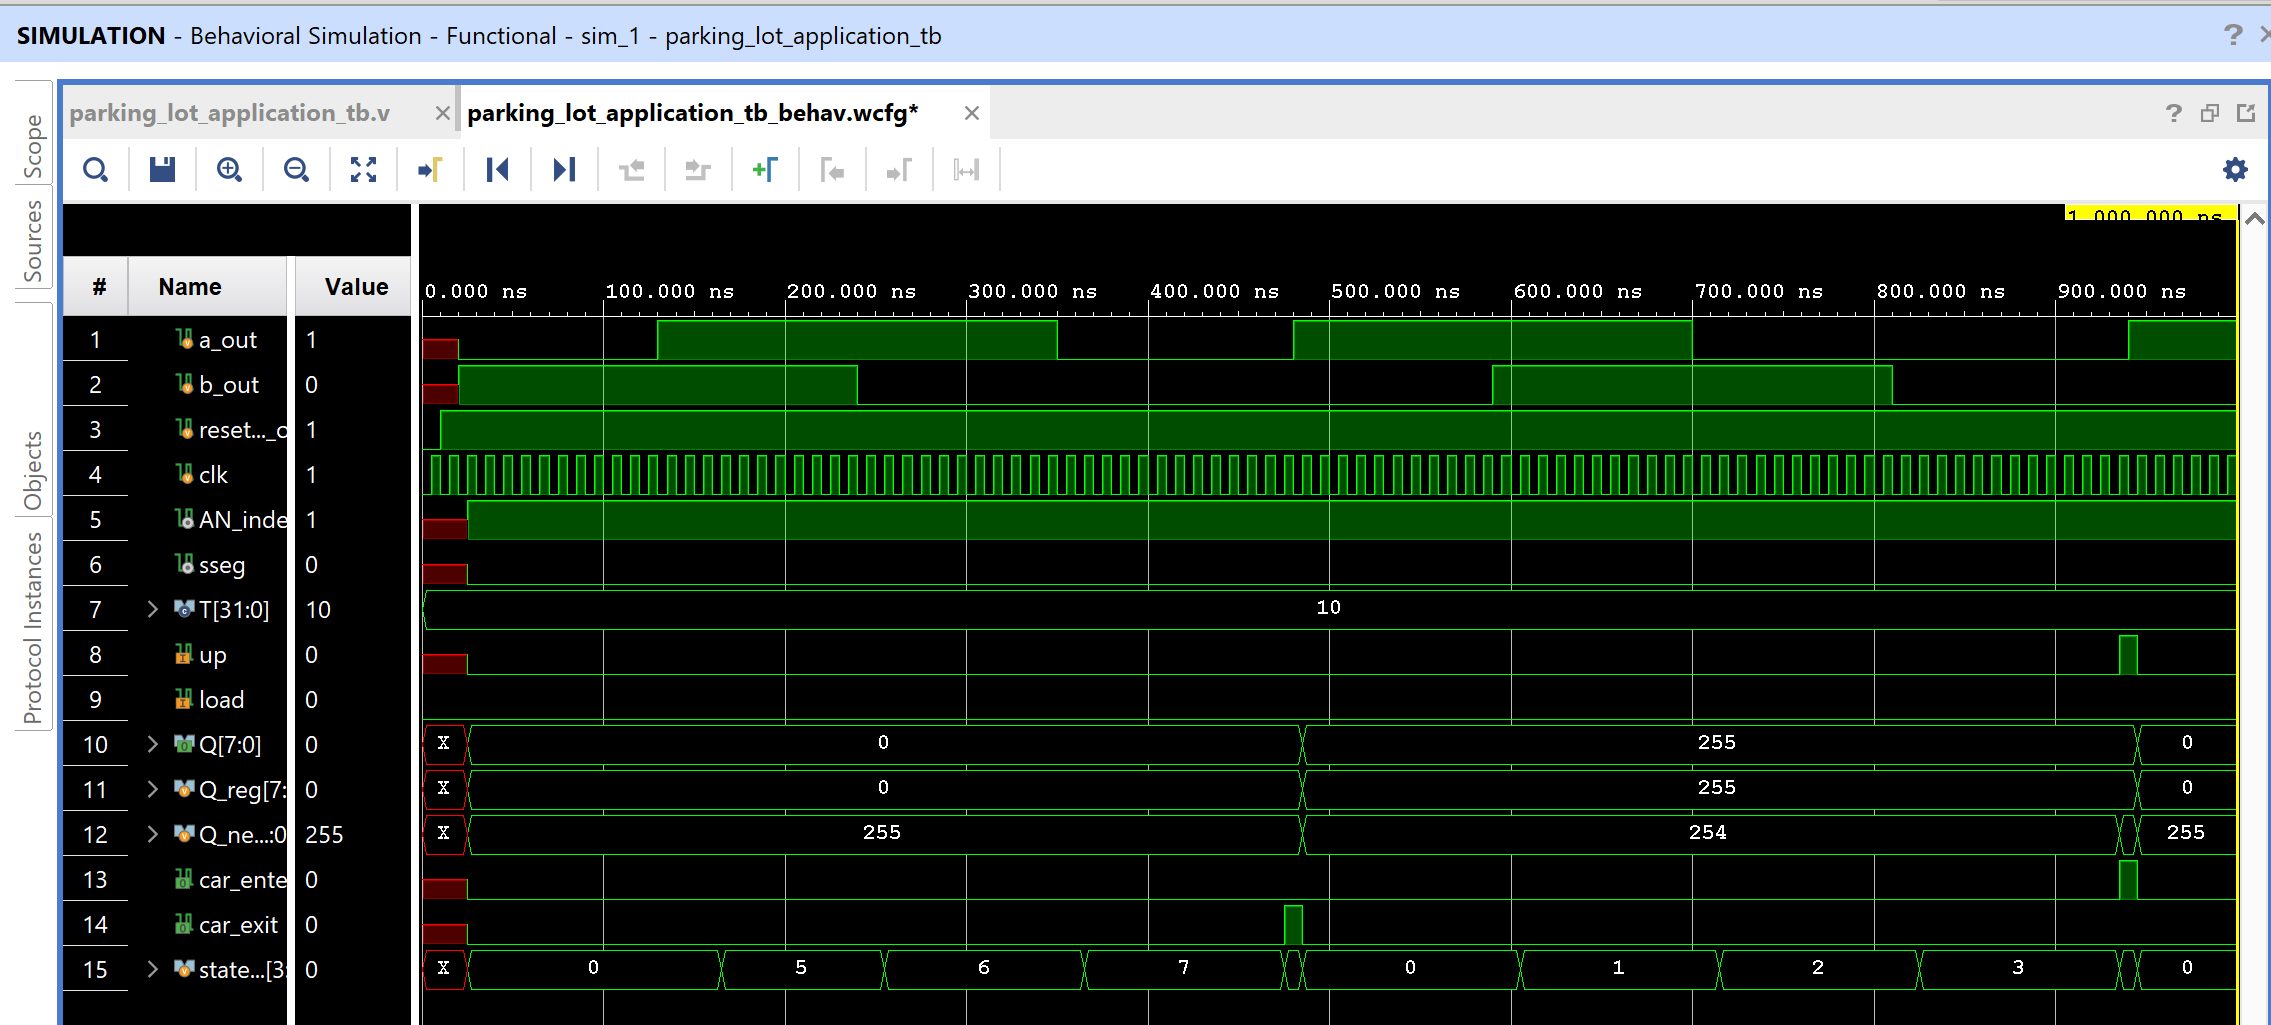 SIMULATION - Behavioral Simulation - Functional - sim_1 - parking_lot_application_tb
Scope
Sources
Objects
Protocol Instances
parking_lot_application_tb.v
parking_lot_application_tb_behav.wcfg*
1,000.000 ns
# Name Value
0.000 ns 100.000 ns 200.000 ns 300.000 ns 400.000 ns 500.000 ns 600.000 ns 700.000 ns 800.000 ns 900.000 ns
1 a_out 1
2 b_out 0
3 reset..._o 1
4 clk 1
5 AN_inde 1
6 sseg 0
7 T[31:0] 10 10
8 up 0
9 load 0
10 Q[7:0] 0 X 0 255 0
11 Q_reg[7: 0 X 0 255 0
12 Q_ne...:0 255 X 255 254 255
13 car_ente 0
14 car_exit 0
15 state...[3: 0 X 0 5 6 7 0 1 2 3 0